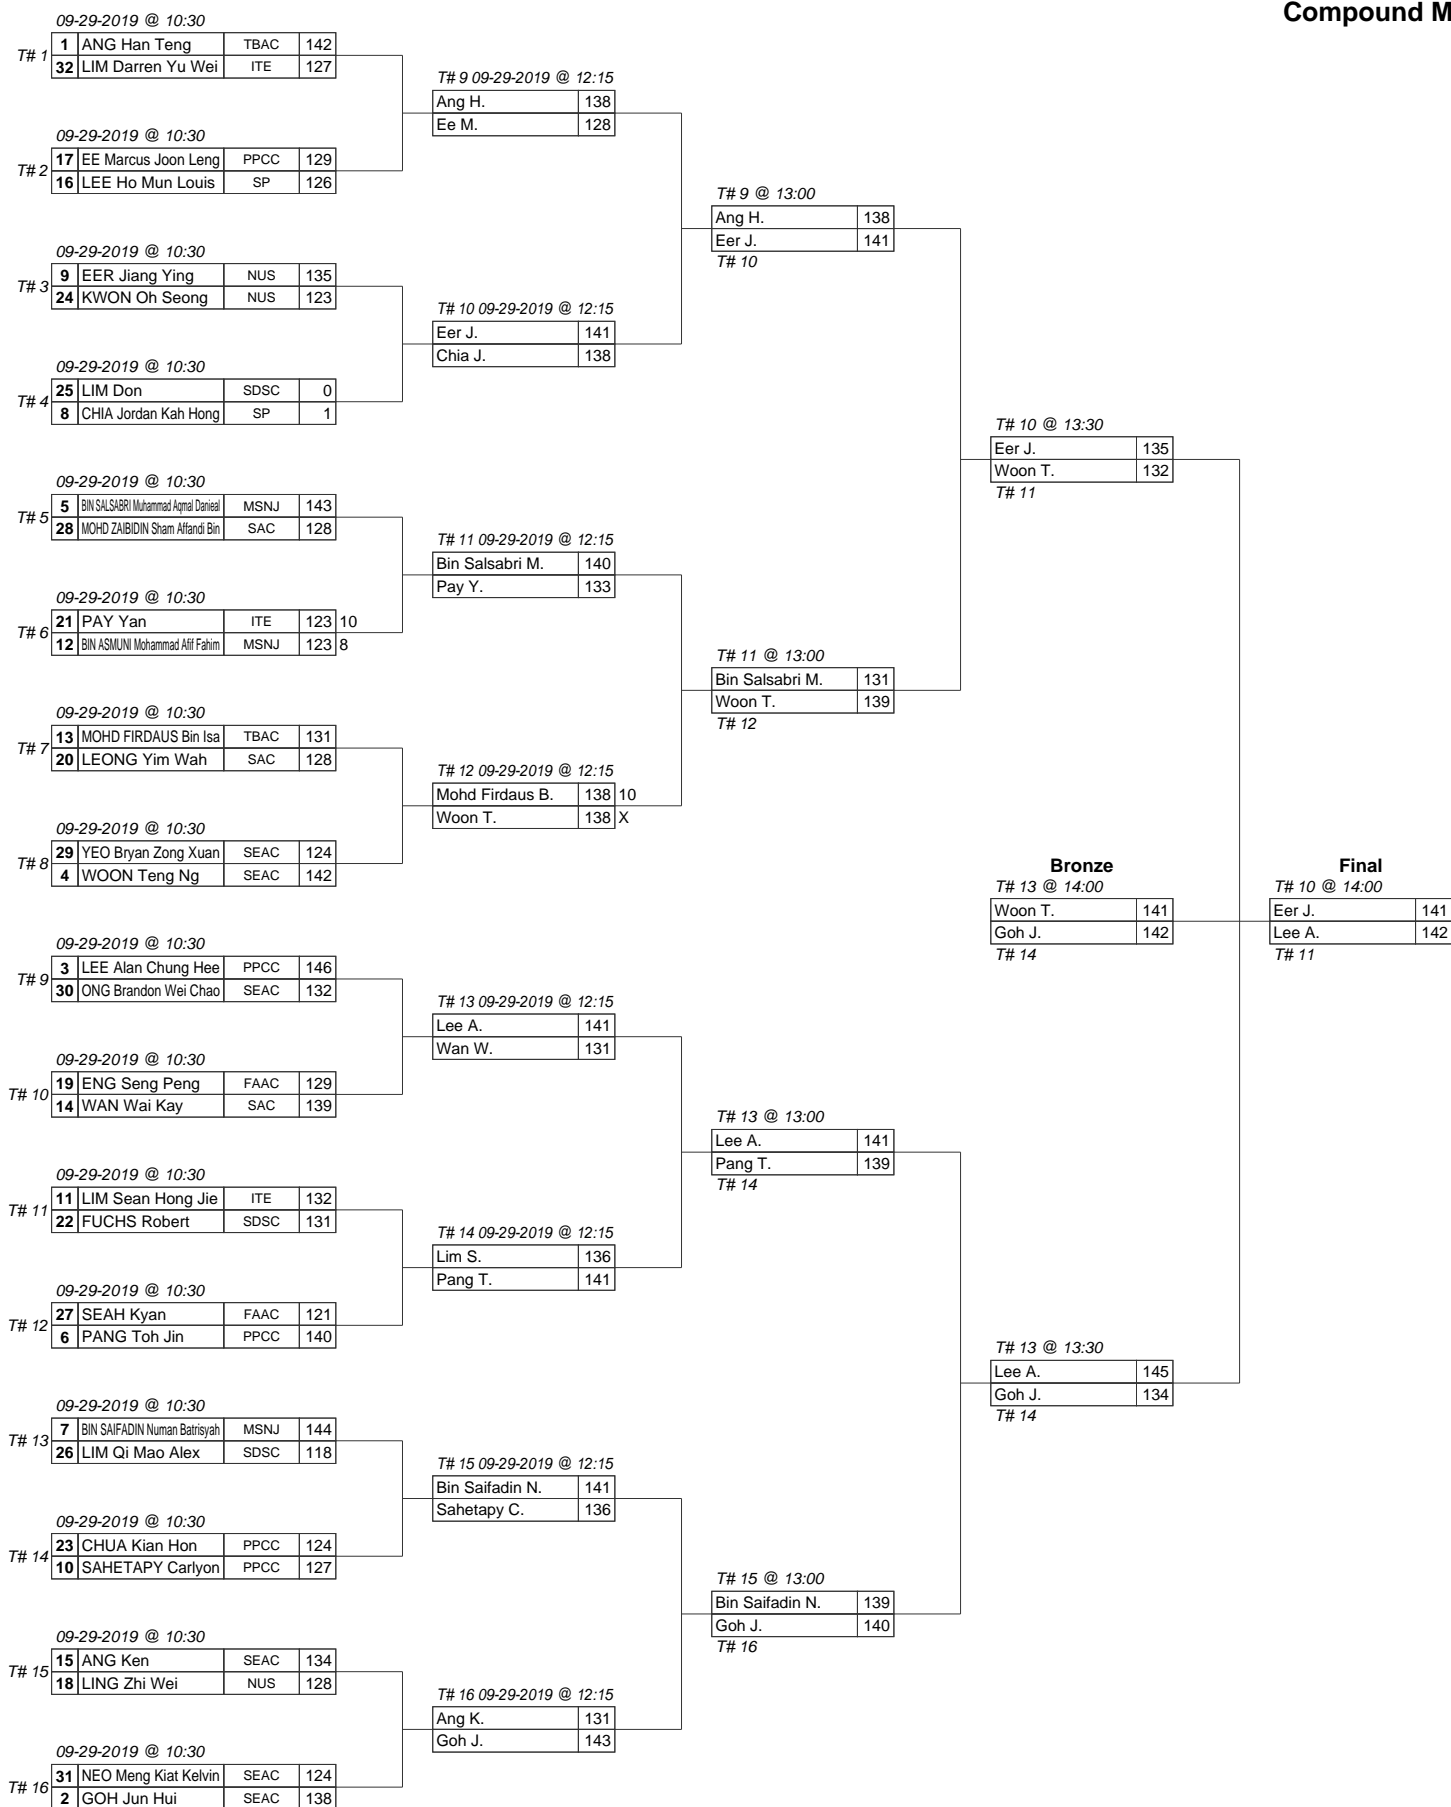 Compound M
09-29-2019 @ 10:30
T# 1
1 ANG Han Teng TBAC 142
32 LIM Darren Yu Wei ITE 127
09-29-2019 @ 10:30
T# 2
17 EE Marcus Joon Leng PPCC 129
16 LEE Ho Mun Louis SP 126
09-29-2019 @ 10:30
T# 3
9 EER Jiang Ying NUS 135
24 KWON Oh Seong NUS 123
09-29-2019 @ 10:30
T# 4
25 LIM Don SDSC 0
8 CHIA Jordan Kah Hong SP 1
09-29-2019 @ 10:30
T# 5
5 BIN SALSABRI Muhammad Aqmal Danieal MSNJ 143
28 MOHD ZAIBIDIN Sham Affandi Bin SAC 128
09-29-2019 @ 10:30
T# 6
21 PAY Yan ITE 123 10
12 BIN ASMUNI Mohammad Afif Fahim MSNJ 123 8
09-29-2019 @ 10:30
T# 7
13 MOHD FIRDAUS Bin Isa TBAC 131
20 LEONG Yim Wah SAC 128
09-29-2019 @ 10:30
T# 8
29 YEO Bryan Zong Xuan SEAC 124
4 WOON Teng Ng SEAC 142
09-29-2019 @ 10:30
T# 9
3 LEE Alan Chung Hee PPCC 146
30 ONG Brandon Wei Chao SEAC 132
09-29-2019 @ 10:30
T# 10
19 ENG Seng Peng FAAC 129
14 WAN Wai Kay SAC 139
09-29-2019 @ 10:30
T# 11
11 LIM Sean Hong Jie ITE 132
22 FUCHS Robert SDSC 131
09-29-2019 @ 10:30
T# 12
27 SEAH Kyan FAAC 121
6 PANG Toh Jin PPCC 140
09-29-2019 @ 10:30
T# 13
7 BIN SAIFADIN Numan Batrisyah MSNJ 144
26 LIM Qi Mao Alex SDSC 118
09-29-2019 @ 10:30
T# 14
23 CHUA Kian Hon PPCC 124
10 SAHETAPY Carlyon PPCC 127
09-29-2019 @ 10:30
T# 15
15 ANG Ken SEAC 134
18 LING Zhi Wei NUS 128
09-29-2019 @ 10:30
T# 16
31 NEO Meng Kiat Kelvin SEAC 124
2 GOH Jun Hui SEAC 138
T# 9 09-29-2019 @ 12:15
Ang H. 138
Ee M. 128
T# 10 09-29-2019 @ 12:15
Eer J. 141
Chia J. 138
T# 11 09-29-2019 @ 12:15
Bin Salsabri M. 140
Pay Y. 133
T# 12 09-29-2019 @ 12:15
Mohd Firdaus B. 138 10
Woon T. 138 X
T# 13 09-29-2019 @ 12:15
Lee A. 141
Wan W. 131
T# 14 09-29-2019 @ 12:15
Lim S. 136
Pang T. 141
T# 15 09-29-2019 @ 12:15
Bin Saifadin N. 141
Sahetapy C. 136
T# 16 09-29-2019 @ 12:15
Ang K. 131
Goh J. 143
T# 9 @ 13:00
Ang H. 138
Eer J. 141
T# 10
T# 11 @ 13:00
Bin Salsabri M. 131
Woon T. 139
T# 12
T# 13 @ 13:00
Lee A. 141
Pang T. 139
T# 14
T# 15 @ 13:00
Bin Saifadin N. 139
Goh J. 140
T# 16
T# 10 @ 13:30
Eer J. 135
Woon T. 132
T# 11
Bronze
T# 13 @ 14:00
Woon T. 141
Goh J. 142
T# 14
T# 13 @ 13:30
Lee A. 145
Goh J. 134
T# 14
Final
T# 10 @ 14:00
Eer J. 141
Lee A. 142
T# 11